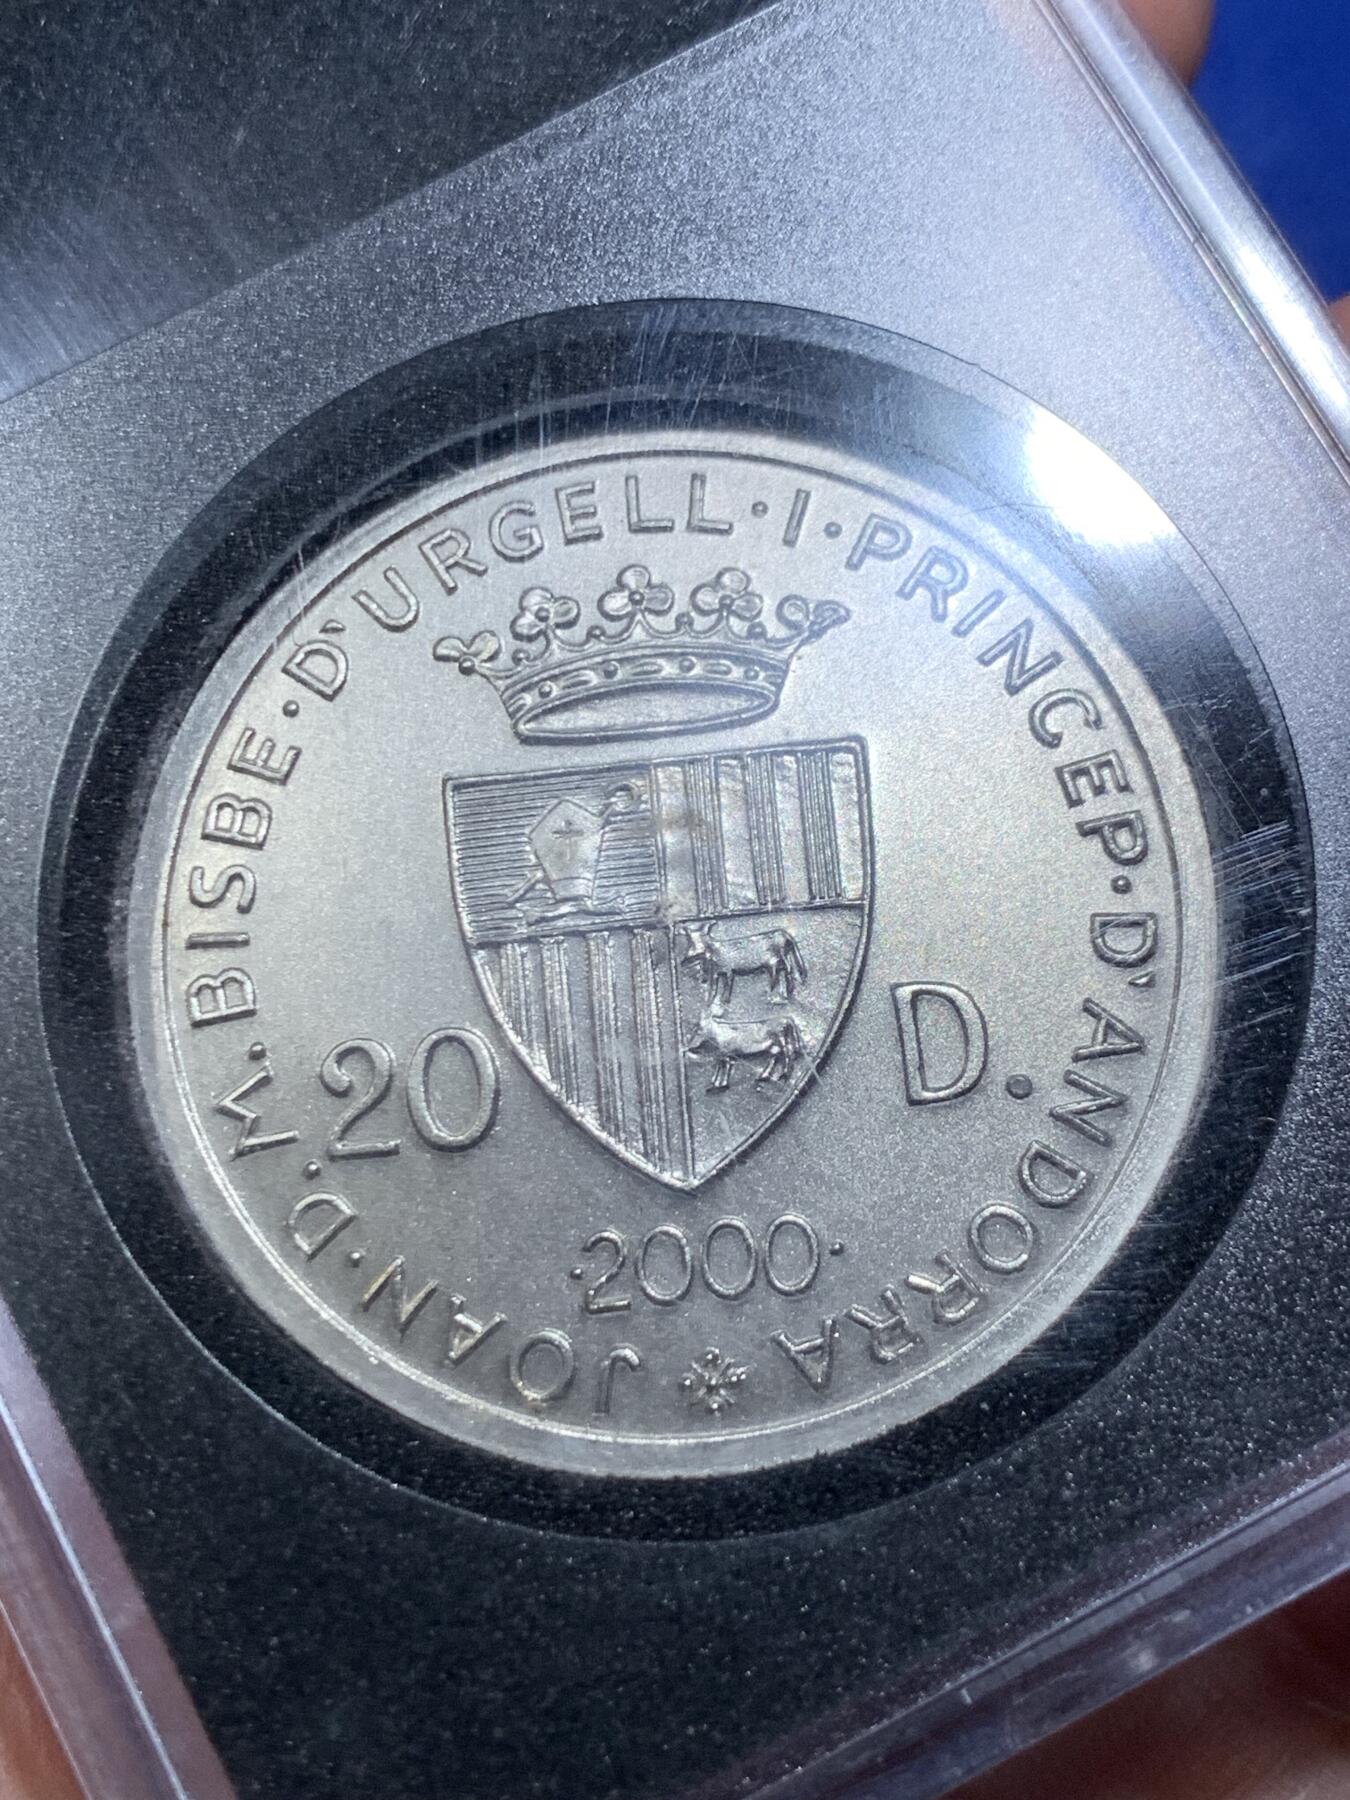 JOAN·D·M·BISBE·D'URGELL·I·PRINCEP·D'ANDORRA
20 D.
·2000·